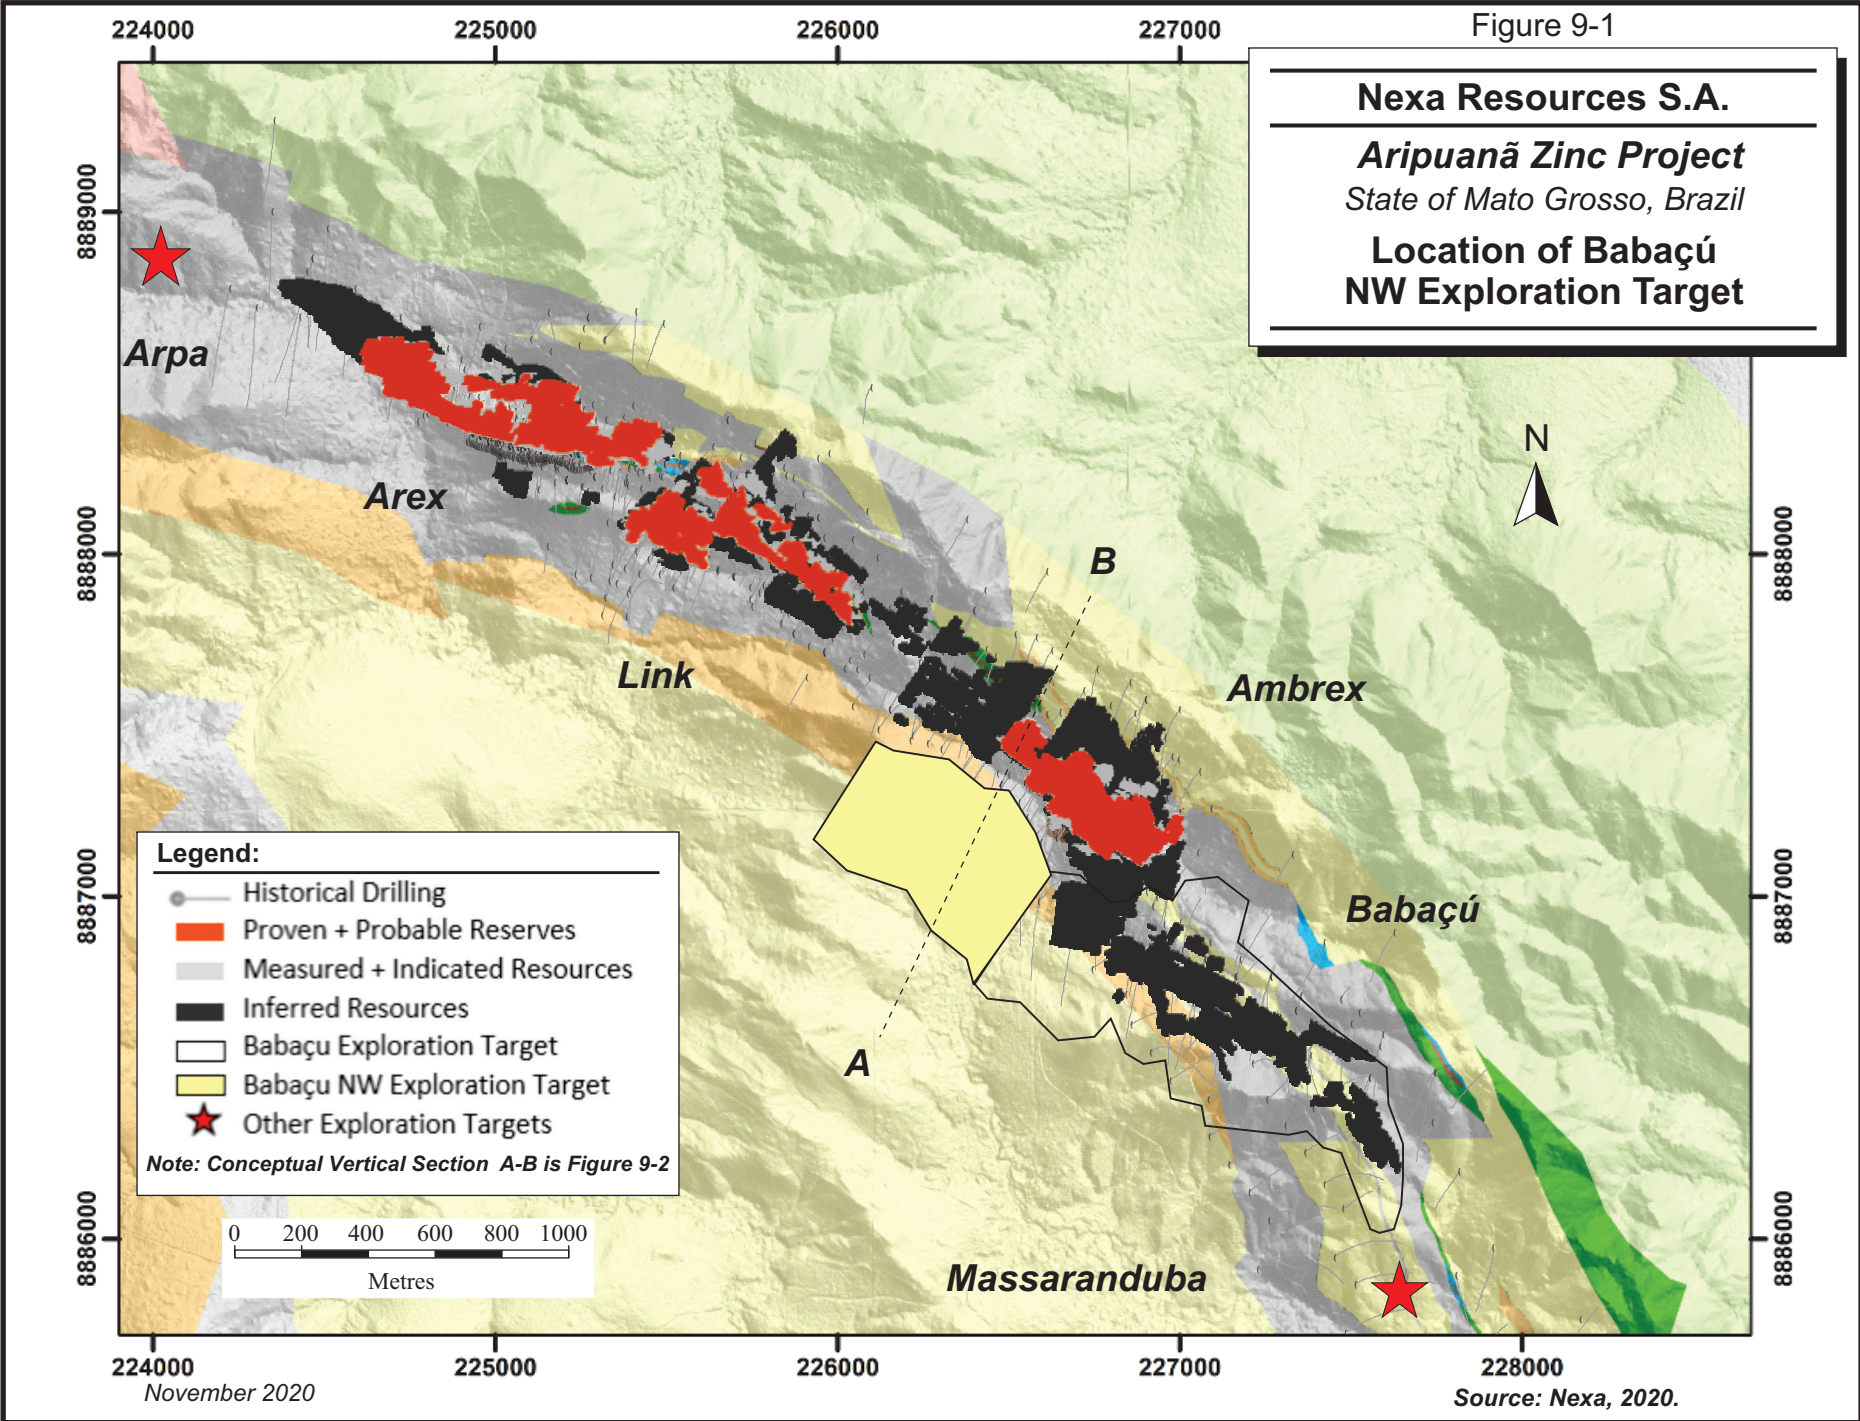 224000
225000
226000
227000
Figure 9-1
Nexa Resources S.A.
Aripuanã Zinc Project
State of Mato Grosso, Brazil
Location of Babaçú
NW Exploration Target
8889000
Arpa
Arex
N
8888000
8888000
B
Link
Ambrex
8887000
8887000
Babaçú
A
Legend:
Historical Drilling
Proven + Probable Reserves
Measured + Indicated Resources
Inferred Resources
Babaçu Exploration Target
Babaçu NW Exploration Target
Other Exploration Targets
Note: Conceptual Vertical Section A-B is Figure 9-2
8886000
8886000
0 200 400 600 800 1000
Metres
Massaranduba
224000
225000
226000
227000
228000
November 2020
Source: Nexa, 2020.